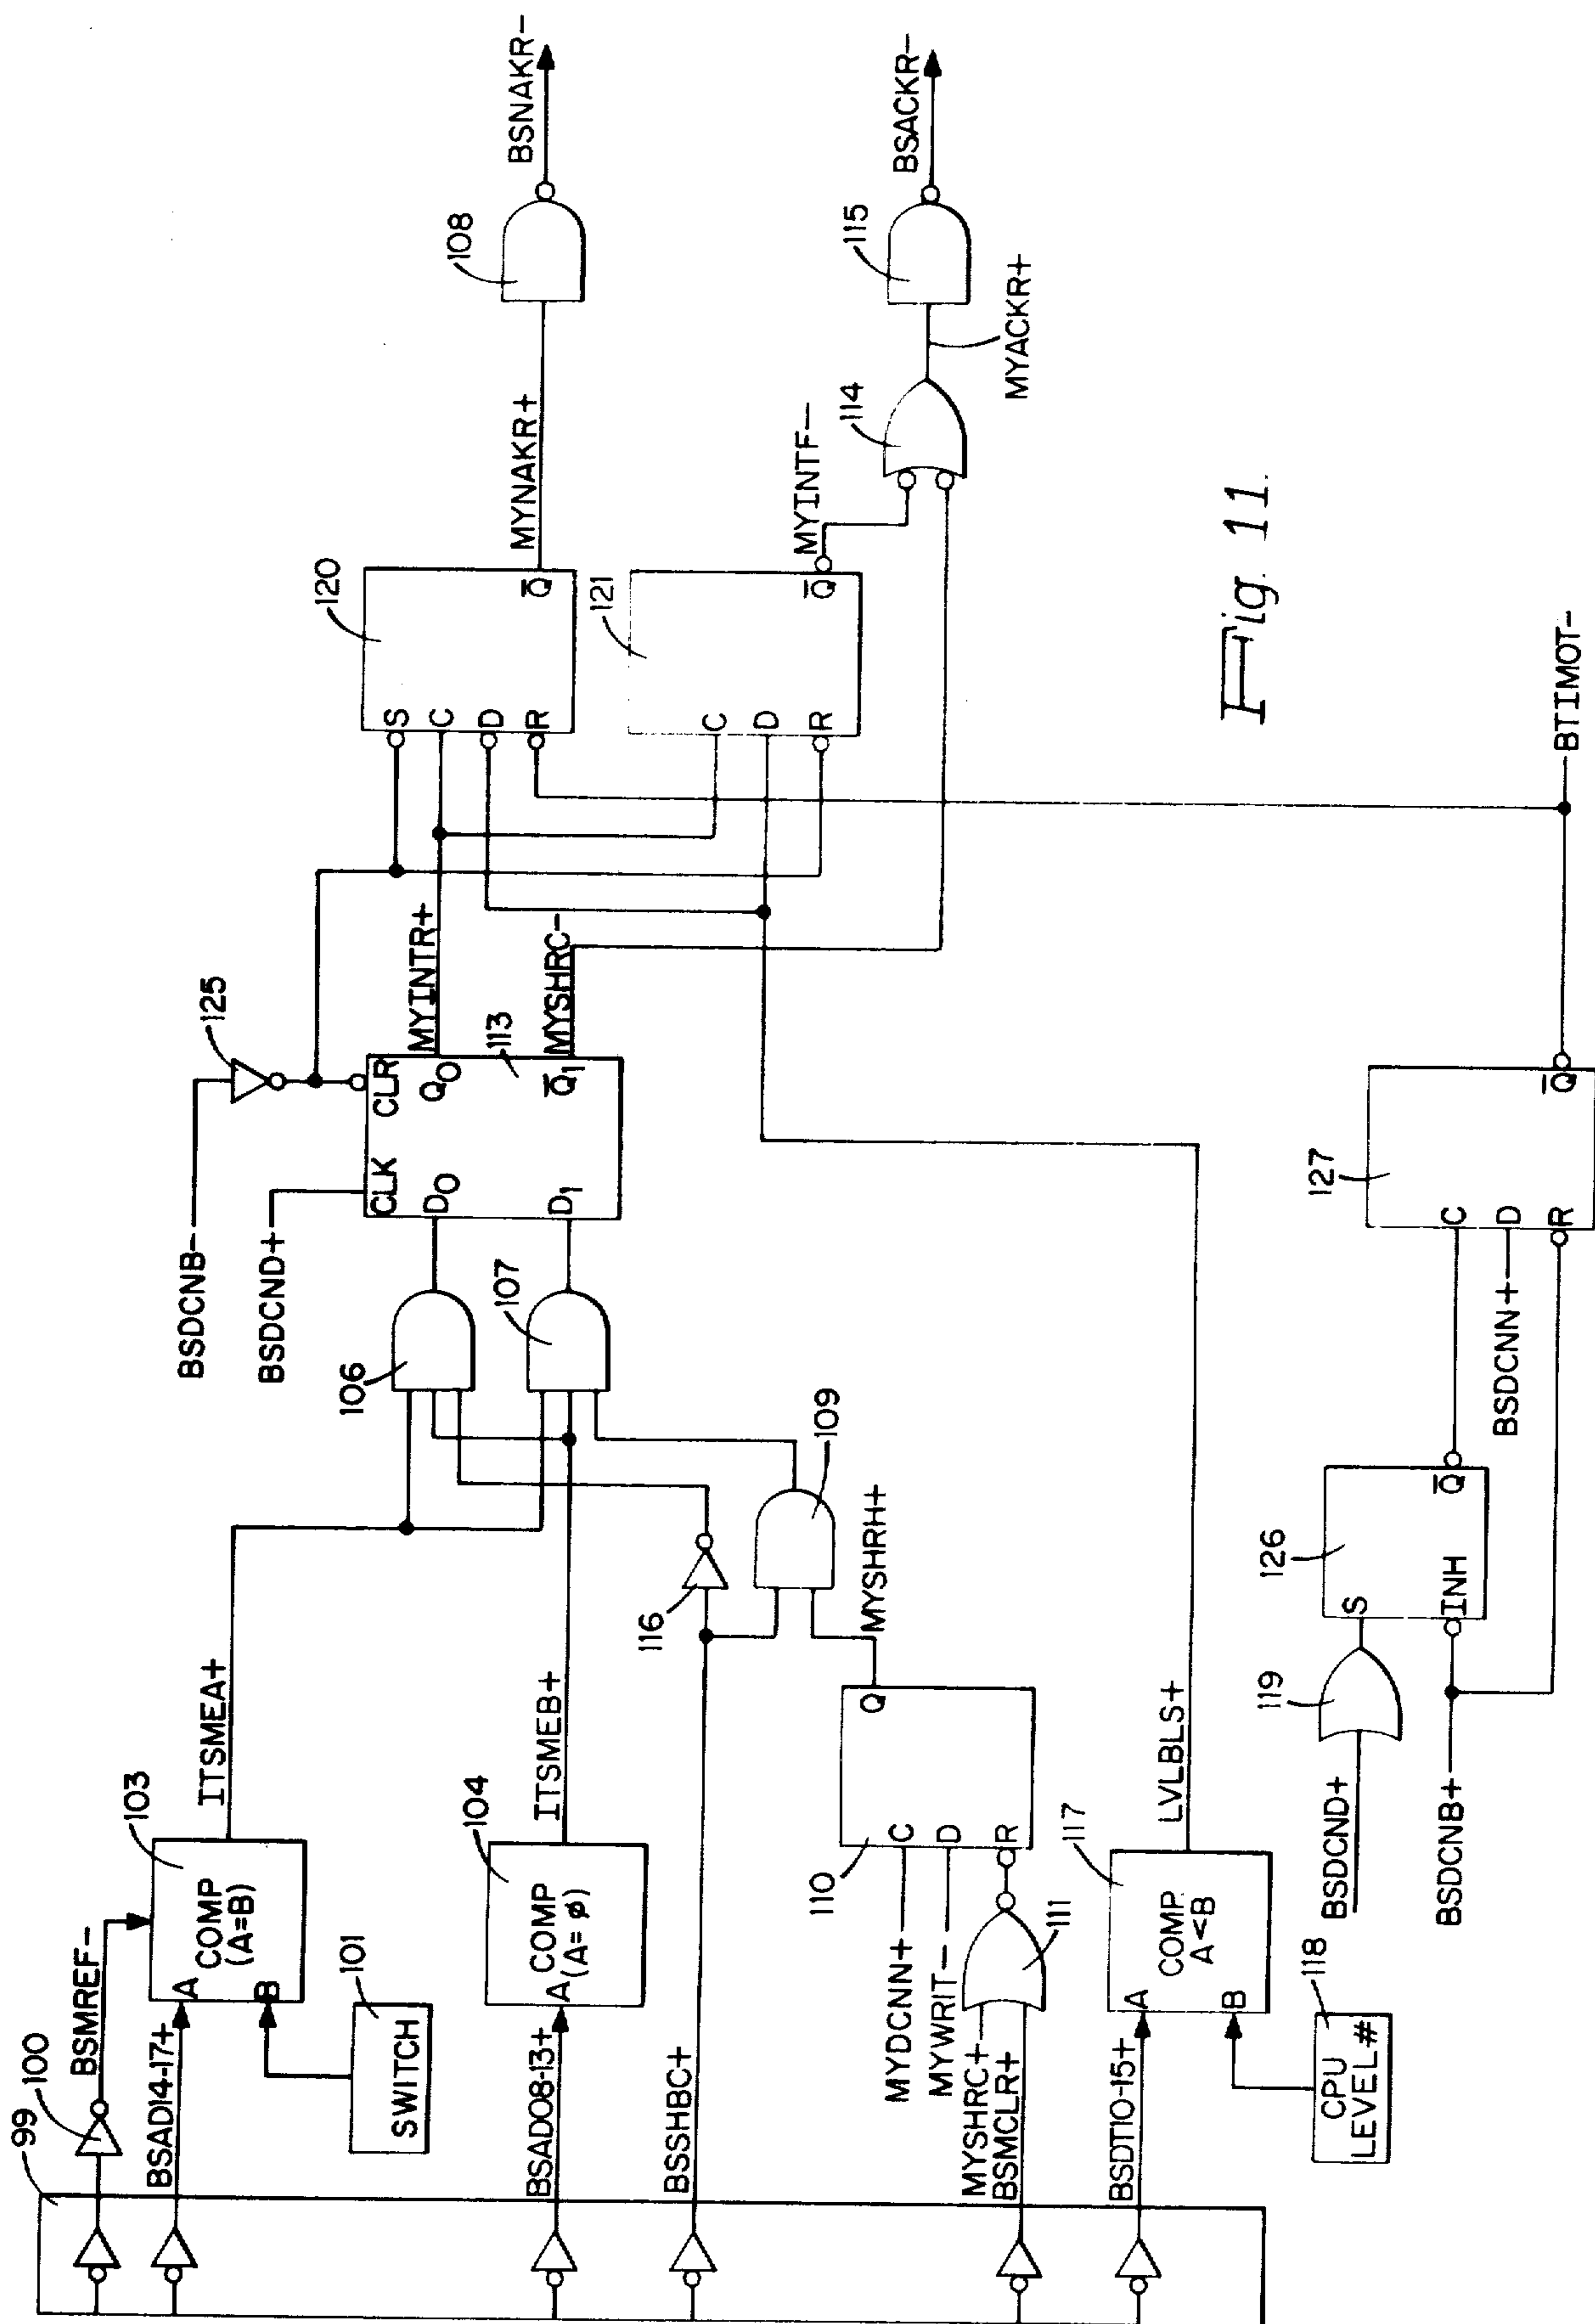 99
100
BSMREF-
BSAD14-17+
103
A
B
COMP
(A=B)
ITSMEA+
101
SWITCH
104
A
COMP
(A=ϕ)
BSAD08-13+
ITSMEB+
BSSHBC+
116
109
MYSHRH+
110
C
D
R
Q
MYDCNN+
MYWRIT-
MYSHRC+
BSMCLR+
111
BSDT10-15+
117
A
B
COMP.
A<B
LVLBLS+
118
CPU
LEVEL#
106
107
BSDCNB-
BSDCND+
125
CLK
CLR
D0
Q0
D1
Q̅1
113
MYINTR+
MYSHRC-
120
S
C
D
R
Q̅
MYNAKR+
108
BSNAKR-
121
C
D
R
Q̅
MYINTF-
114
MYACKR+
115
BSACKR-
BSDCND+
119
126
S
INH
Q̅
BSDCNB+
BSDCNN+
127
C
D
R
Q̅
BTIMOT-
Fig. 11.